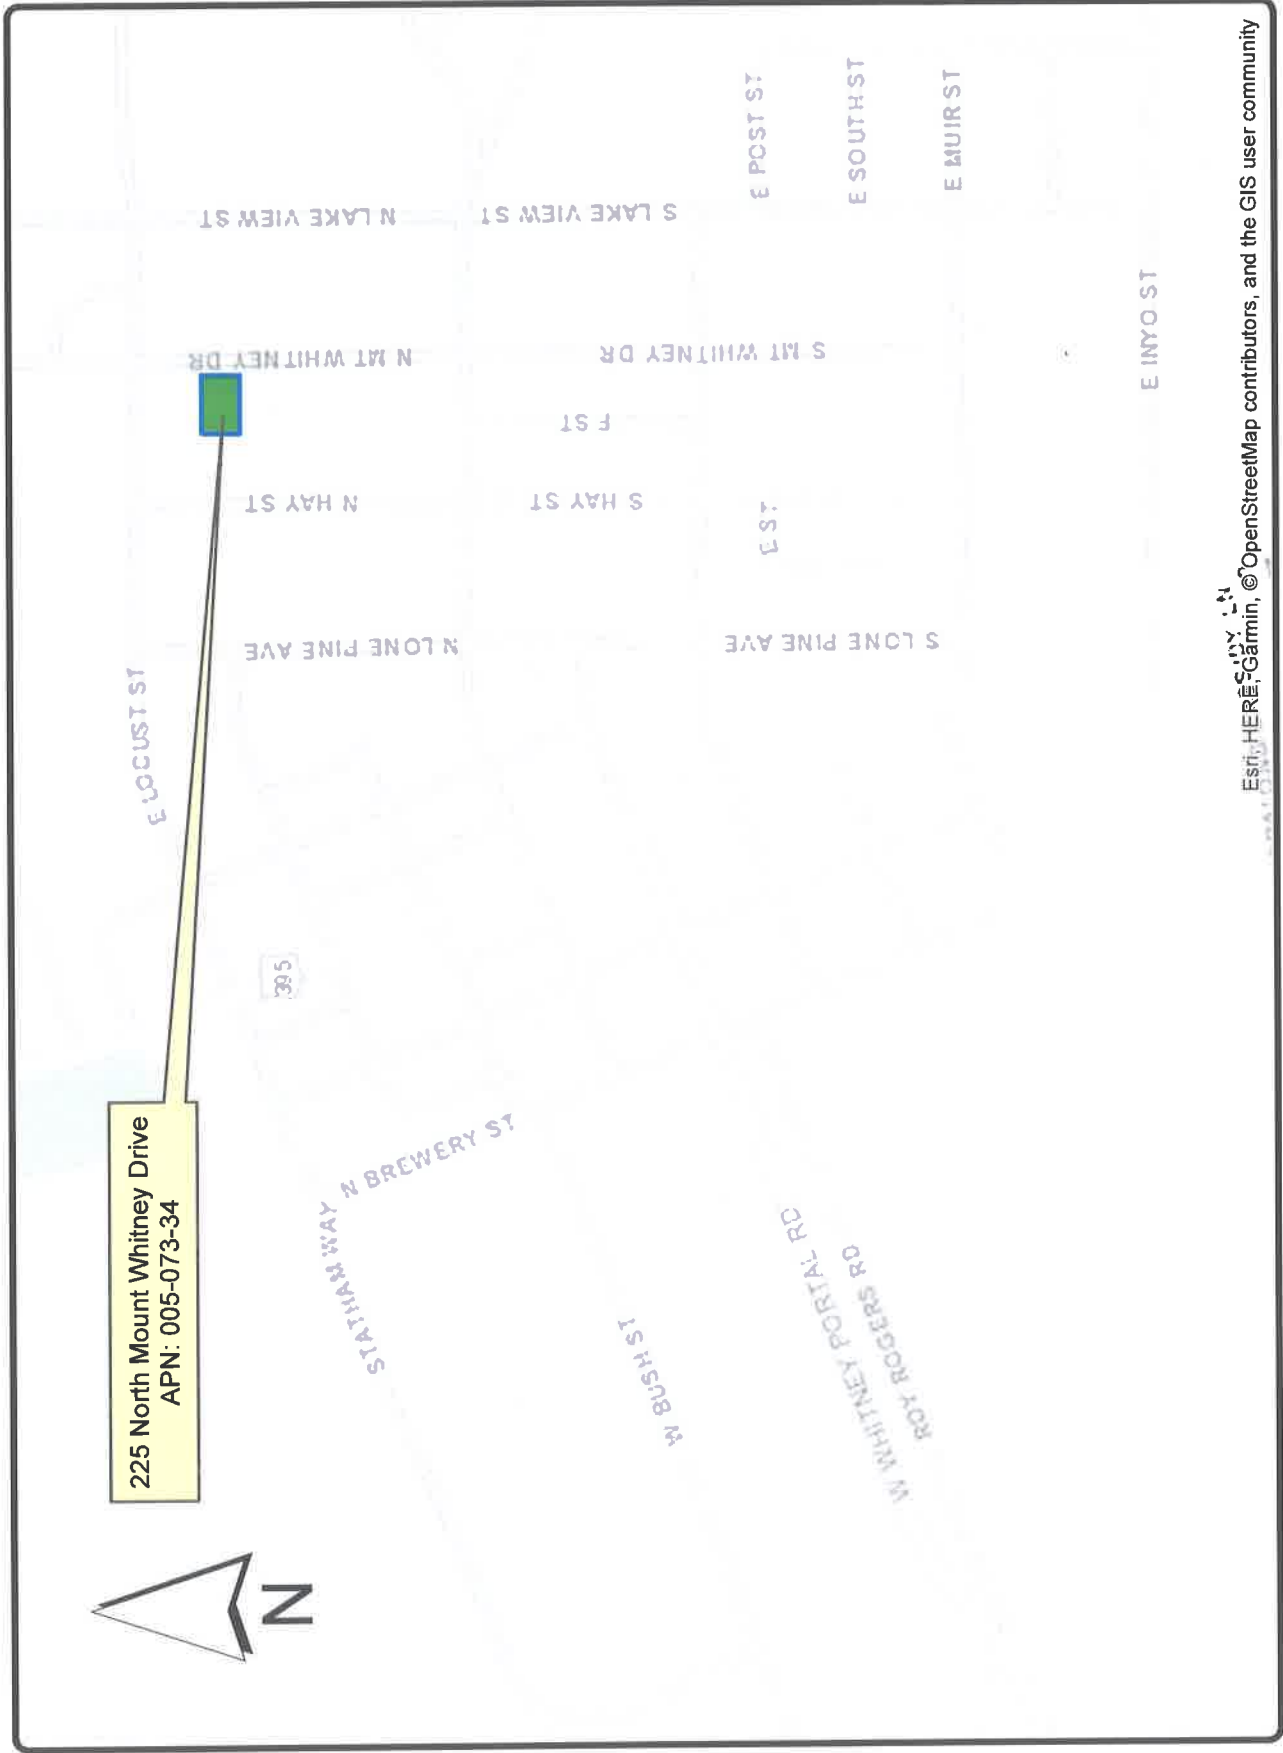 225 North Mount Whitney Drive
APN: 005-073-34
N
395
E LOCUST ST
N LAKE VIEW ST
S LAKE VIEW ST
N MT WHITNEY DR
S MT WHITNEY DR
F ST
N HAY ST
S HAY ST
E ST
N LONE PINE AVE
S LONE PINE AVE
E POST ST
E SOUTH ST
E MUIR ST
E INYO ST
STATHAM WAY
N BREWERY ST
W BUSH ST
W WHITNEY PORTAL RD
ROY ROGERS RD
Esri, HERE, Garmin, © OpenStreetMap contributors, and the GIS user community